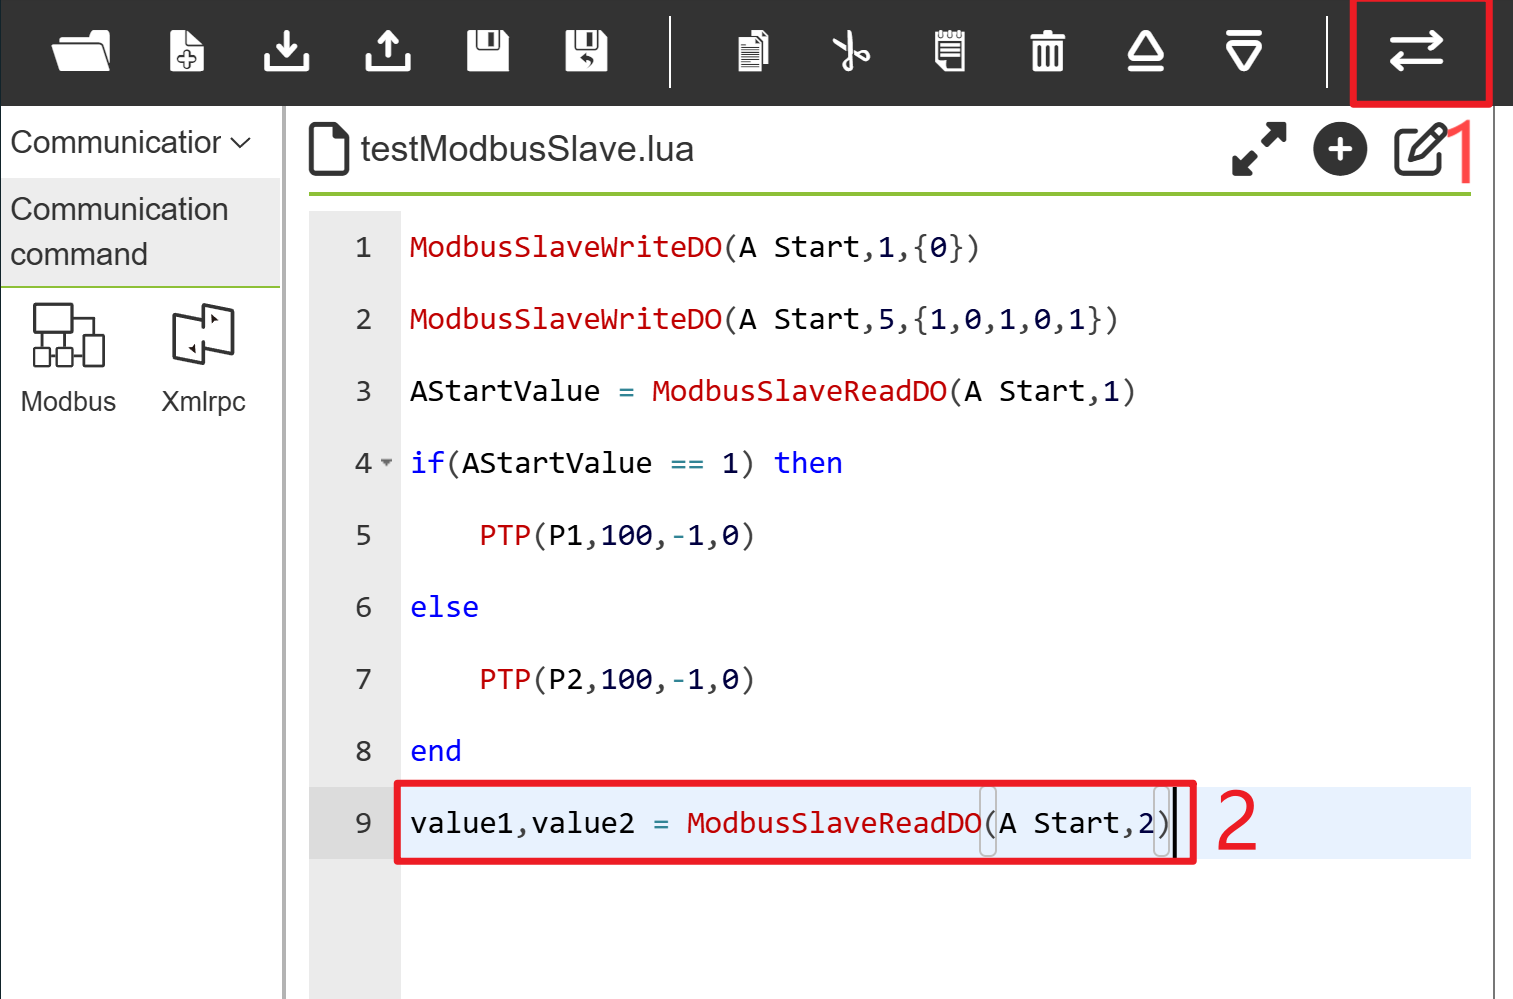 Communication
testModbusSlave.lua
1
Communication
command
Modbus
Xmlrpc
1 ModbusSlaveWriteDO(A Start,1,{0})
2 ModbusSlaveWriteDO(A Start,5,{1,0,1,0,1})
3 AStartValue = ModbusSlaveReadDO(A Start,1)
4 if(AStartValue == 1) then
5 PTP(P1,100,-1,0)
6 else
7 PTP(P2,100,-1,0)
8 end
9 value1,value2 = ModbusSlaveReadDO(A Start,2)
2